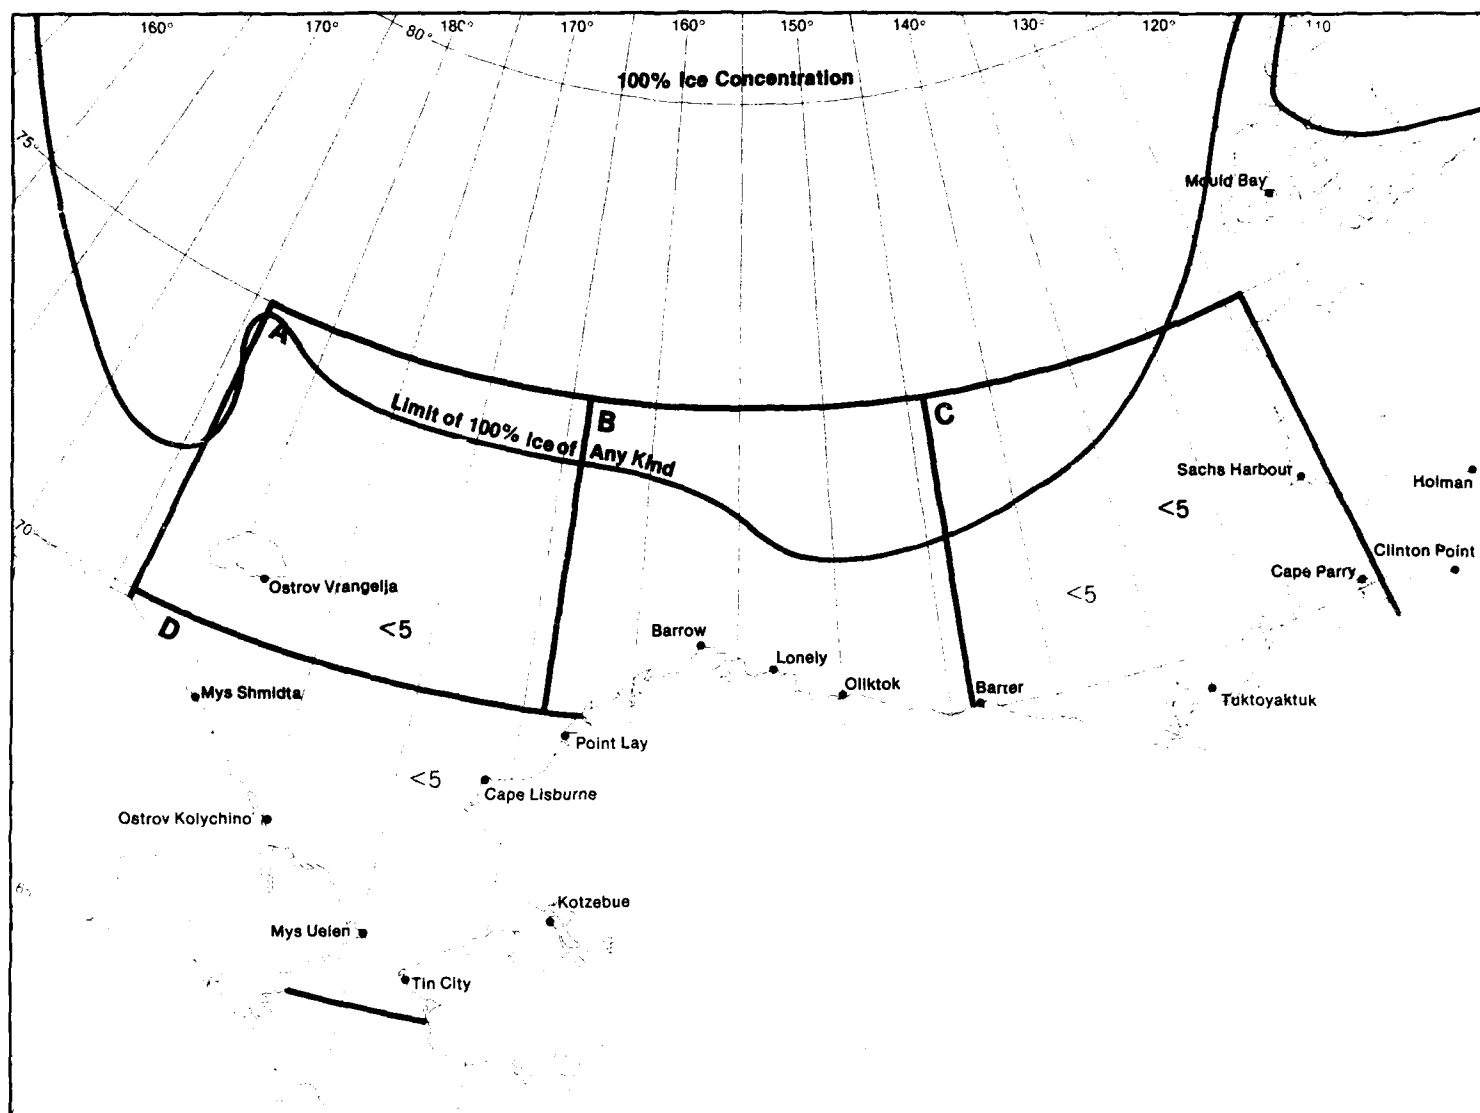 160°
170°
80°
180°
170°
160°
150°
140°
130°
120°
110
100% Ice Concentration
75°
Mould Bay
A
B
C
Limit of 100% Ice of Any Kind
Sachs Harbour
Holman
<5
70°
Clinton Point
Cape Parry
Ostrov Vrangelja
<5
D
<5
Barrow
Lonely
Oliktok
Barter
Tuktoyaktuk
Mys Shmidta
Point Lay
<5
Cape Lisburne
Ostrov Kolychino
Kotzebue
Mys Uelen
Tin City